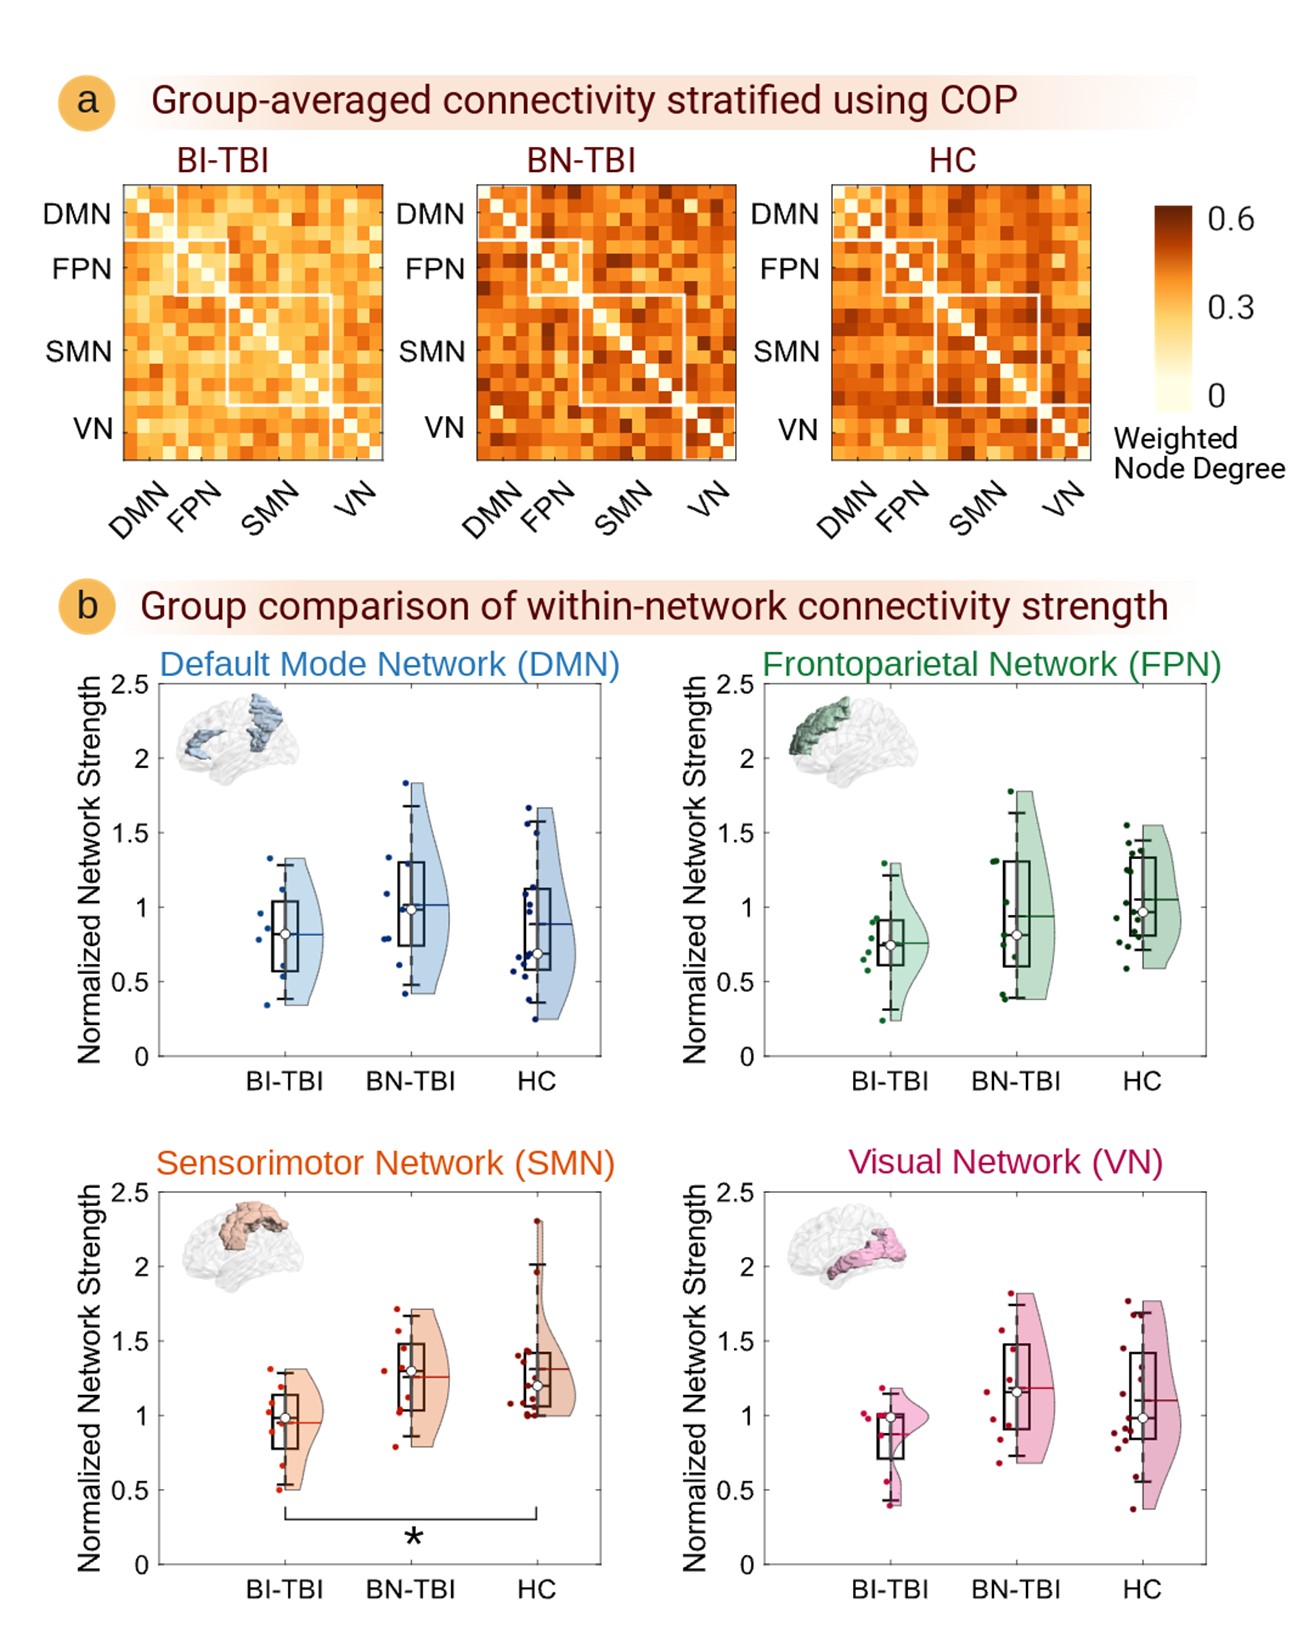 a
Group-averaged connectivity stratified using COP
BI-TBI
BN-TBI
HC
DMN
FPN
SMN
VN
DMN
FPN
SMN
VN
DMN
FPN
SMN
VN
DMN
FPN
SMN
VN
DMN
FPN
SMN
VN
DMN
FPN
SMN
VN
0.6
0.3
0
Weighted
Node Degree
b
Group comparison of within-network connectivity strength
Default Mode Network (DMN)
Normalized Network Strength
2.5
2
1.5
1
0.5
0
BI-TBI
BN-TBI
HC
Frontoparietal Network (FPN)
Normalized Network Strength
2.5
2
1.5
1
0.5
0
BI-TBI
BN-TBI
HC
Sensorimotor Network (SMN)
Normalized Network Strength
2.5
2
1.5
1
0.5
0
*
BI-TBI
BN-TBI
HC
Visual Network (VN)
Normalized Network Strength
2.5
2
1.5
1
0.5
0
BI-TBI
BN-TBI
HC